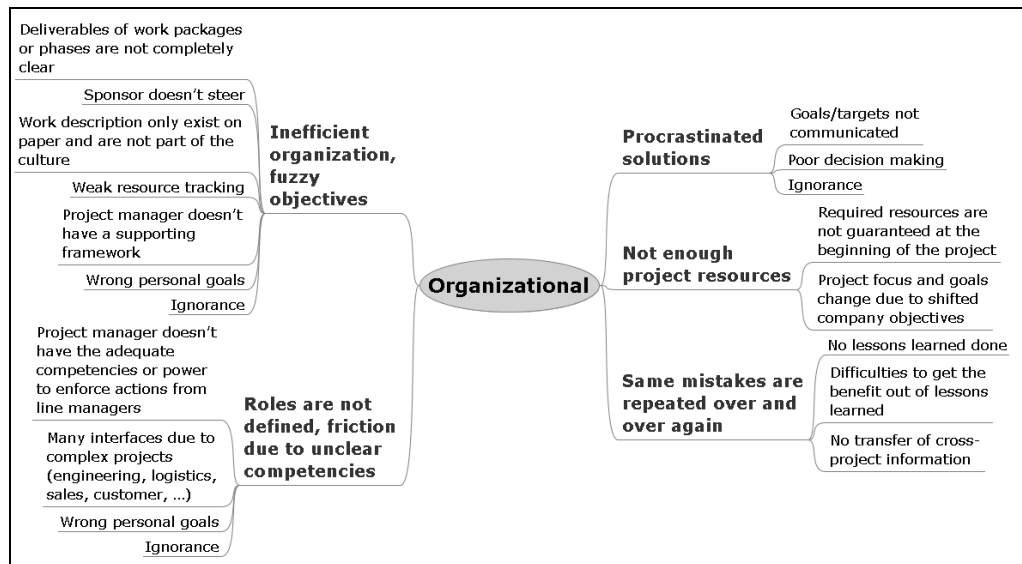 Deliverables of work packages
or phases are not completely
clear
Sponsor doesn't steer
Work description only exist on
paper and are not part of the
culture
Weak resource tracking
Project manager doesn't
have a supporting
framework
Wrong personal goals
Ignorance
Inefficient
organization,
fuzzy
objectives
Project manager doesn't
have the adequate
competencies or power
to enforce actions from
line managers
Many interfaces due to
complex projects
(engineering, logistics,
sales, customer, ...)
Wrong personal goals
Ignorance
Roles are not
defined, friction
due to unclear
competencies
Organizational
Procrastinated
solutions
Goals/targets not
communicated
Poor decision making
Ignorance
Not enough
project resources
Required resources are
not guaranteed at the
beginning of the project
Project focus and goals
change due to shifted
company objectives
Same mistakes are
repeated over and
over again
No lessons learned done
Difficulties to get the
benefit out of lessons
learned
No transfer of cross-
project information